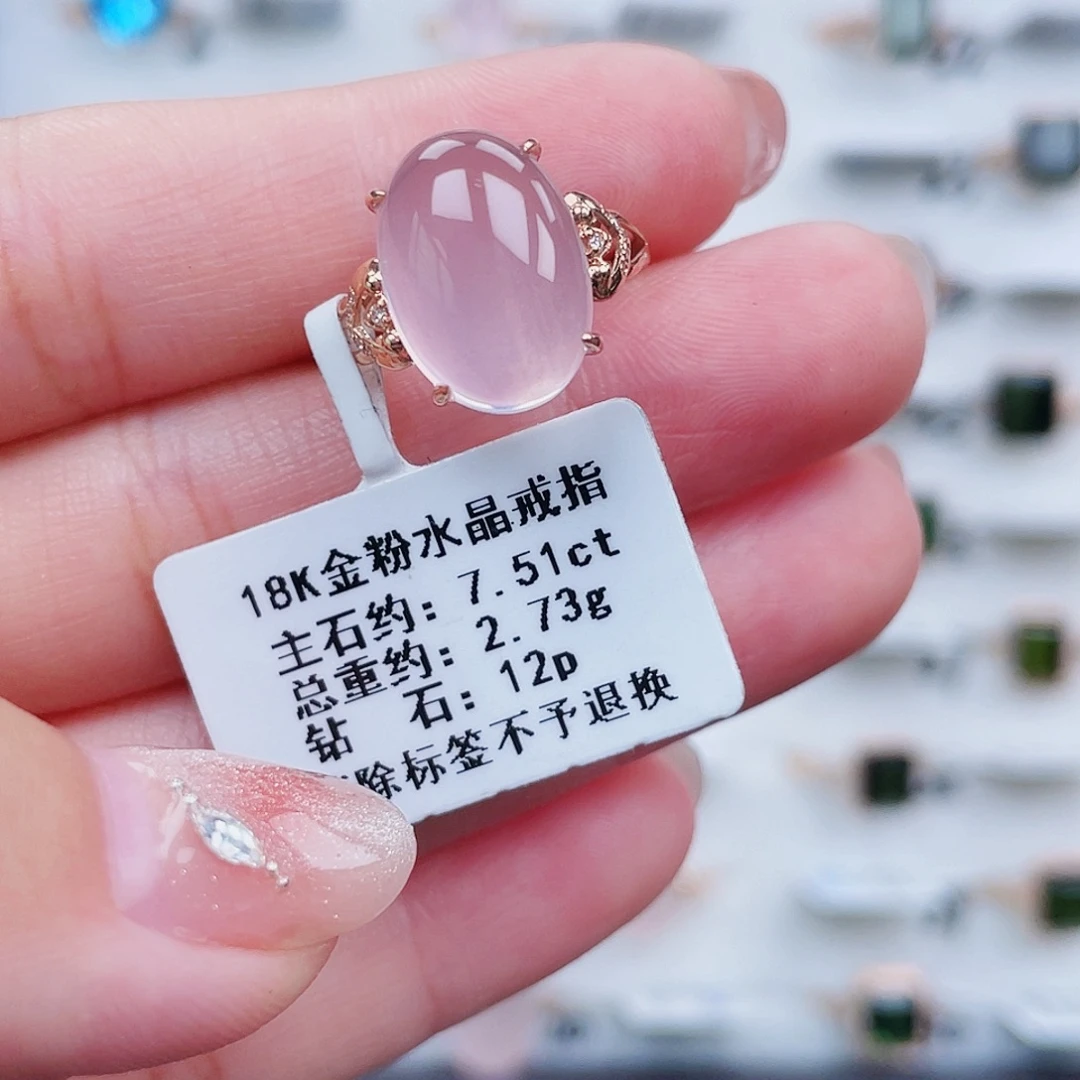 18K金粉水晶戒指
主石约: 7.51ct
总重约: 2.73g
钻 石: 12p
除标签不予退换